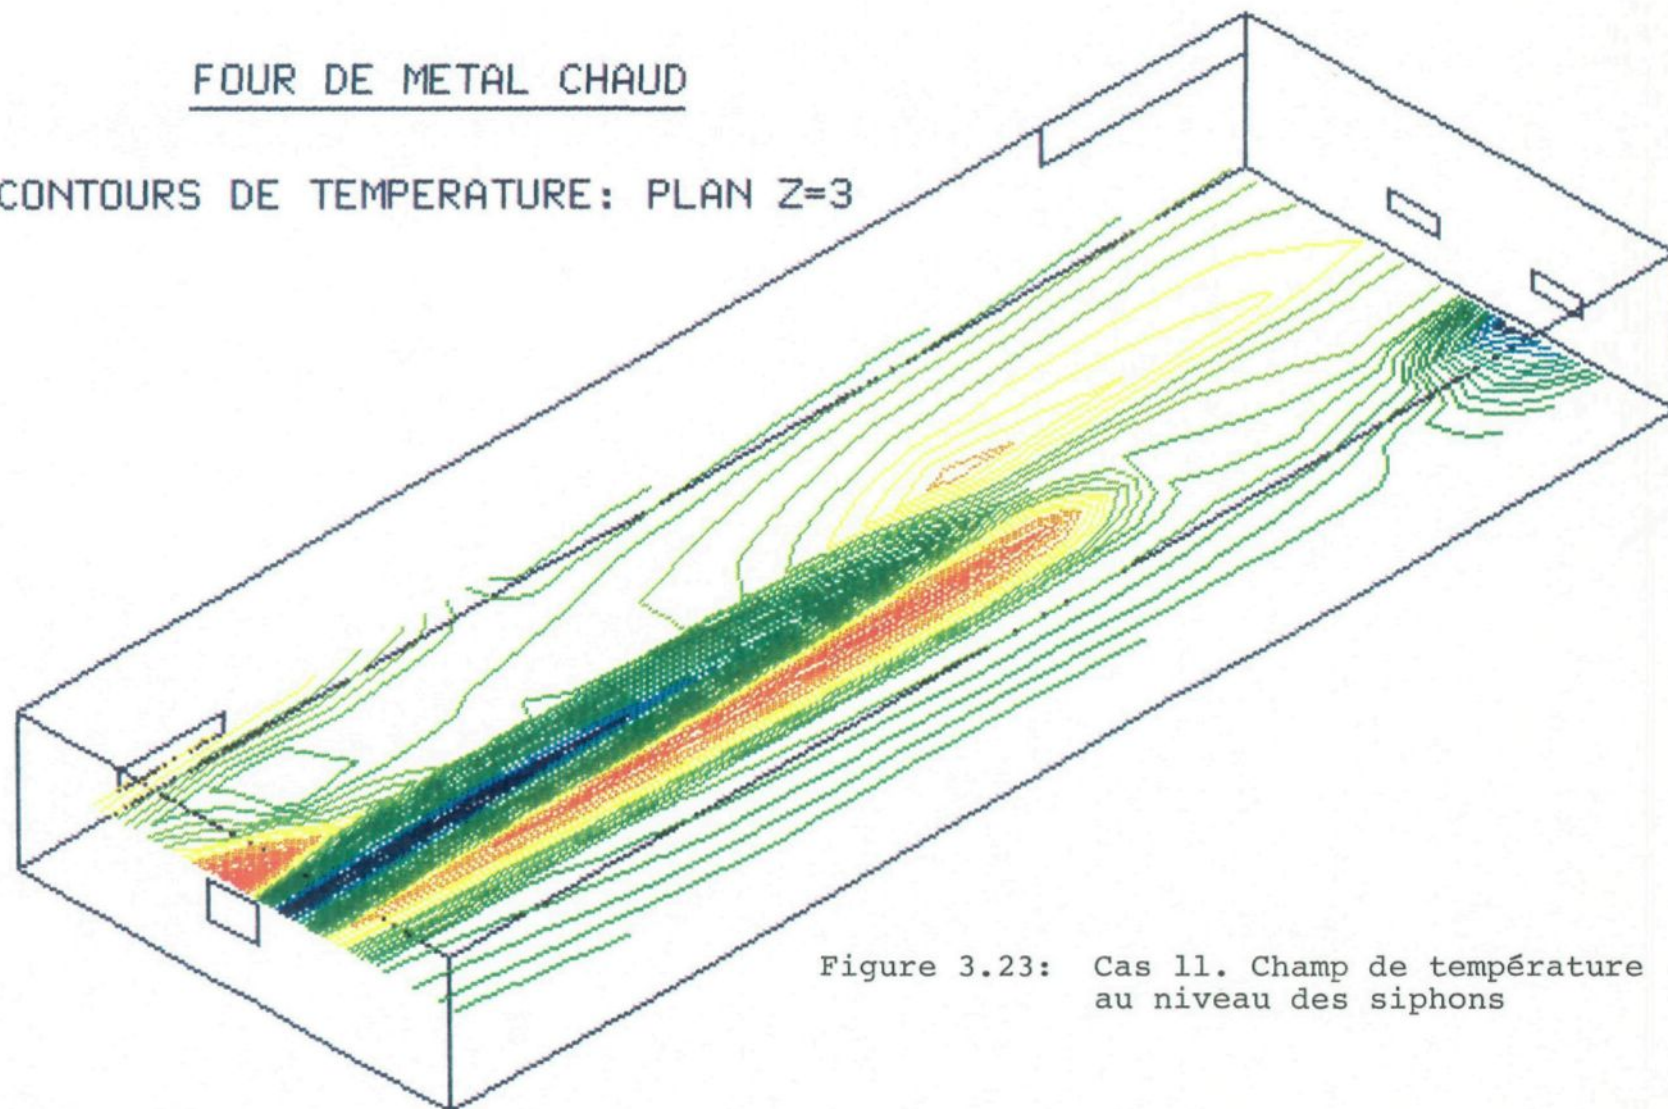 FOUR DE METAL CHAUD
CONTOURS DE TEMPERATURE: PLAN Z=3
Figure 3.23: Cas 11. Champ de température
au niveau des siphons